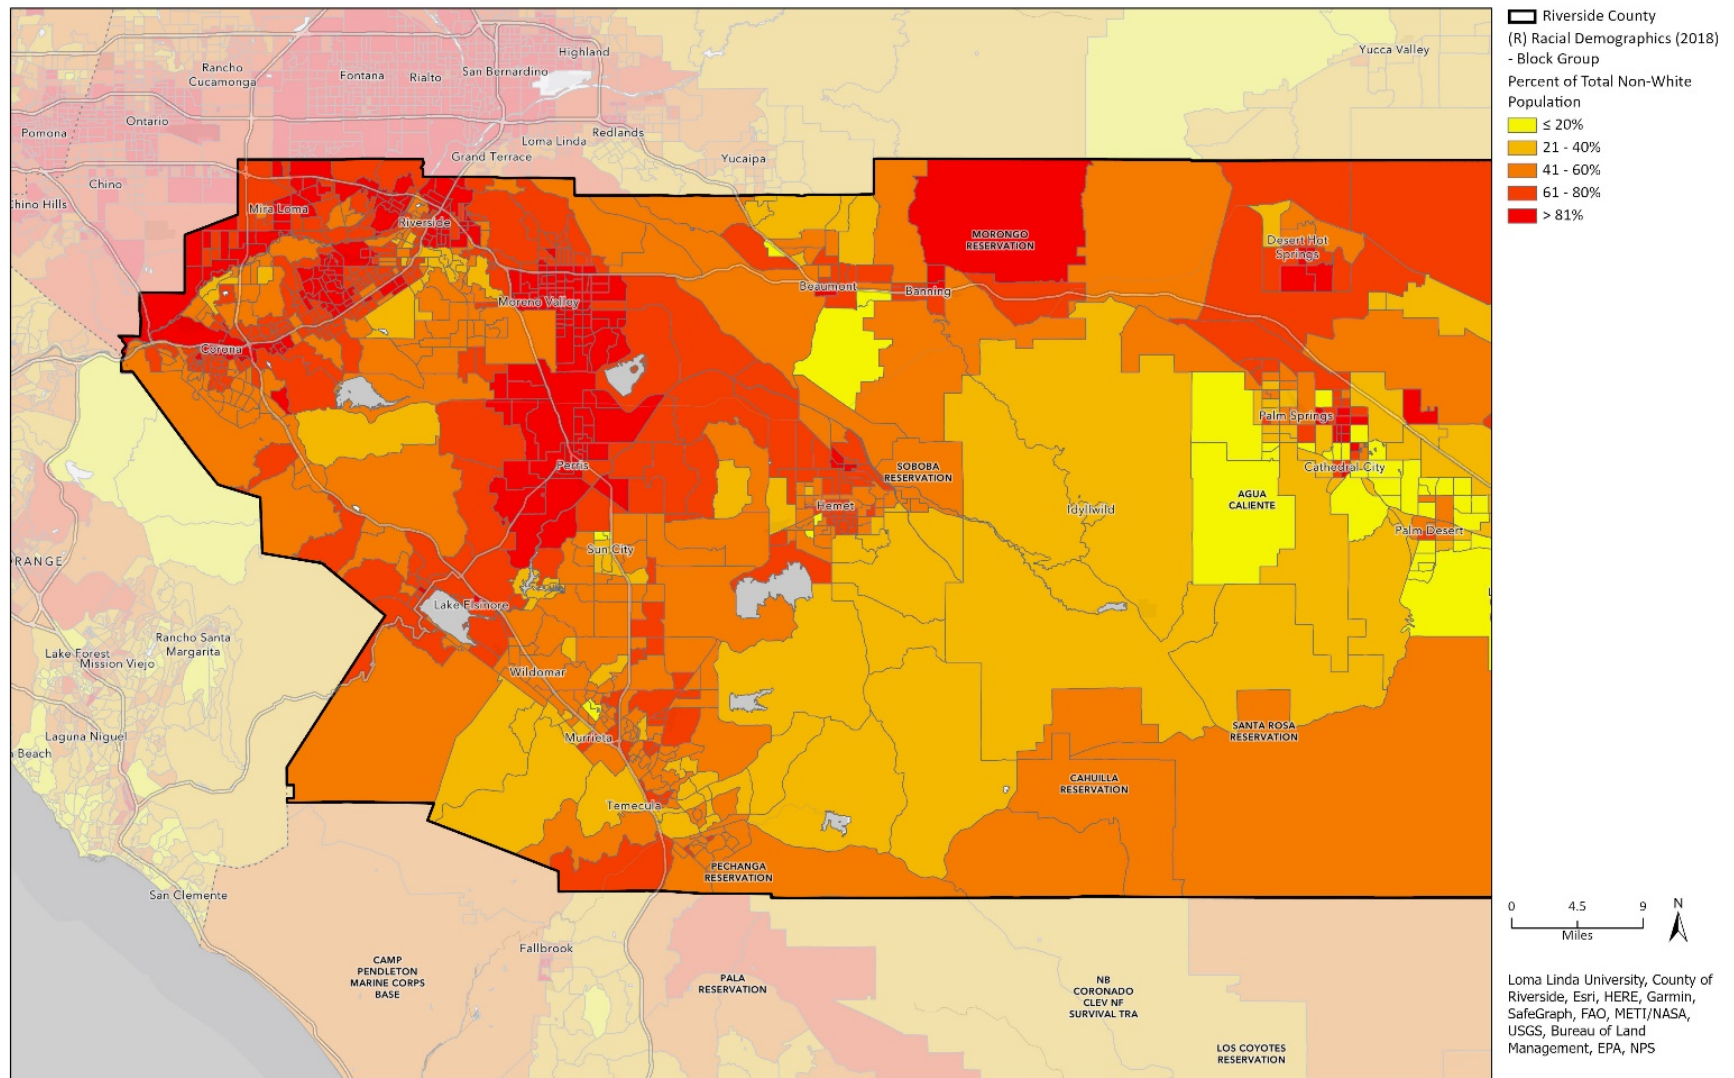 Highland
Yucca Valley
Rancho
Cucamonga
Fontana
Rialto
San Bernardino
Ontario
Pomona
Redlands
Loma Linda
Grand Terrace
Yucaipa
Chino
hino Hills
Mira Loma
Riverside
MORONGO
RESERVATION
Desert Hot
Springs
Moreno Valley
Beaumont
Banning
Corona
Palm Springs
Perris
SOBOBA
RESERVATION
Cathedral City
Hemet
Idyllwild
AGUA
CALIENTE
Palm Desert
Sun City
RANGE
Lake Elsinore
Rancho Santa
Margarita
Lake Forest
Mission Viejo
Wildomar
Laguna Niguel
a Beach
Murrieta
SANTA ROSA
RESERVATION
CAHUILLA
RESERVATION
Temecula
PECHANGA
RESERVATION
San Clemente
Fallbrook
CAMP
PENDLETON
MARINE CORPS
BASE
PALA
RESERVATION
NB
CORONADO
CLEV NF
SURVIVAL TRA
LOS COYOTES
RESERVATION
Riverside County
(R) Racial Demographics (2018)
- Block Group
Percent of Total Non-White
Population
≤ 20%
21 - 40%
41 - 60%
61 - 80%
> 81%
0 4.5 9
Miles
N
Loma Linda University, County of
Riverside, Esri, HERE, Garmin,
SafeGraph, FAO, METI/NASA,
USGS, Bureau of Land
Management, EPA, NPS